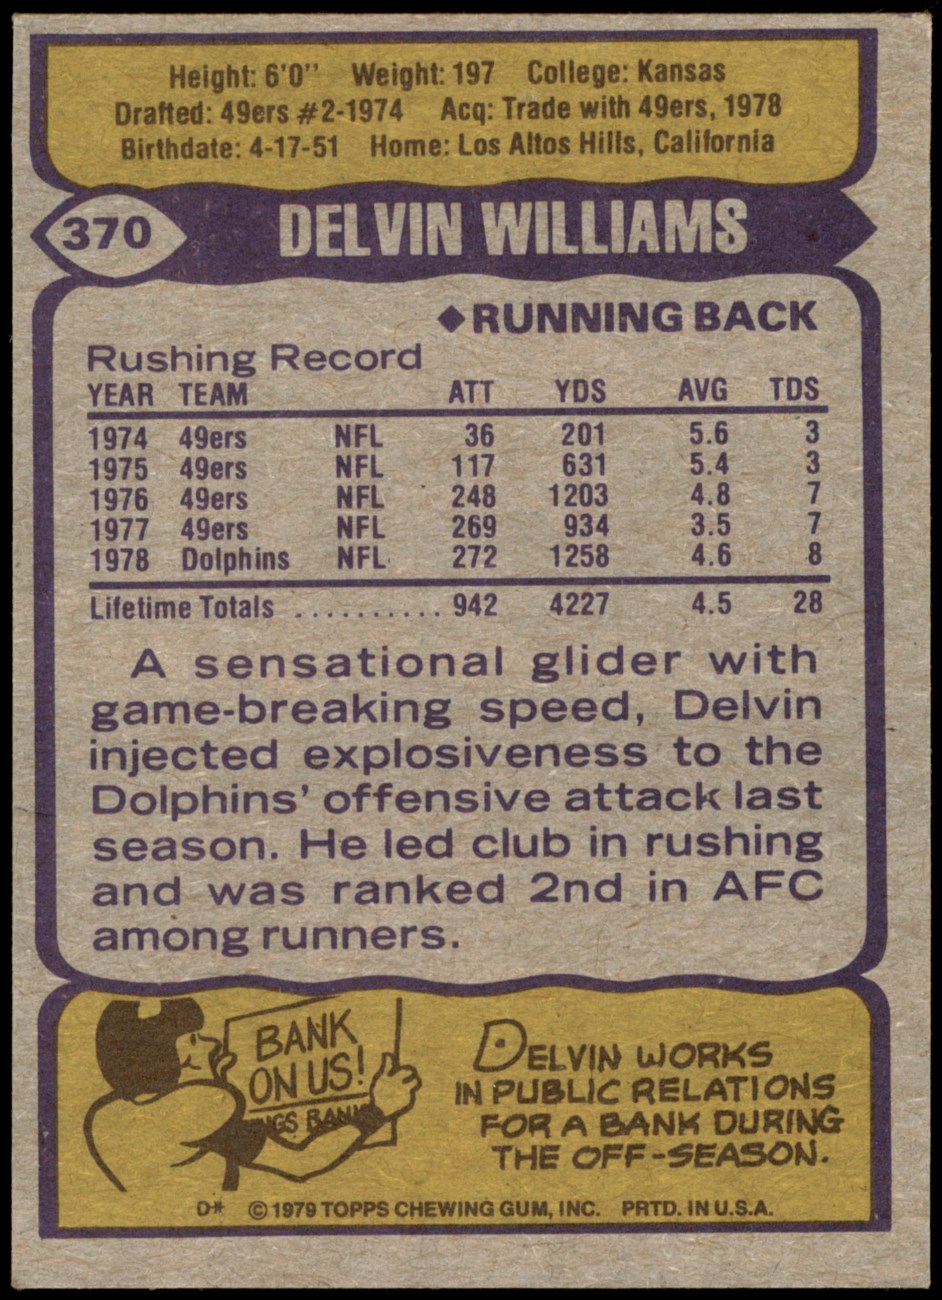 Height: 6'0" Weight: 197 College: Kansas
Drafted: 49ers #2-1974 Acq: Trade with 49ers, 1978
Birthdate: 4-17-51 Home: Los Altos Hills, California
370 DELVIN WILLIAMS
◆RUNNING BACK
Rushing Record
YEAR TEAM ATT YDS AVG TDS
1974 49ers NFL 36 201 5.6 3
1975 49ers NFL 117 631 5.4 3
1976 49ers NFL 248 1203 4.8 7
1977 49ers NFL 269 934 3.5 7
1978 Dolphins NFL 272 1258 4.6 8
Lifetime Totals .......... 942 4227 4.5 28
A sensational glider with
game-breaking speed, Delvin
injected explosiveness to the
Dolphins' offensive attack last
season. He led club in rushing
and was ranked 2nd in AFC
among runners.
BANK
ON US!
NGS BANK
DELVIN WORKS
IN PUBLIC RELATIONS
FOR A BANK DURING
THE OFF-SEASON.
D* © 1979 TOPPS CHEWING GUM, INC. PRTD. IN U.S.A.